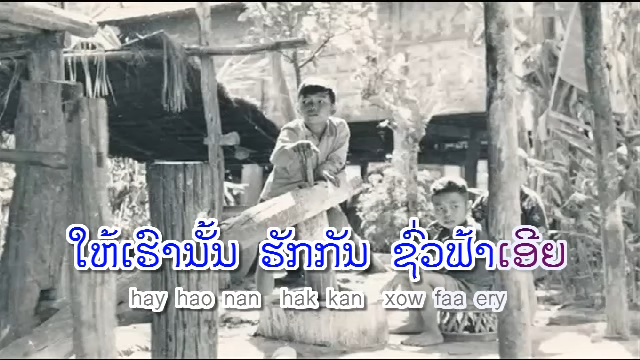 ໃຫ້ເຮົານັ້ນ ຮັກກັນ ຊົ່ວຟ້າເອີຍ
hay hao nan hak kan xow faa ery